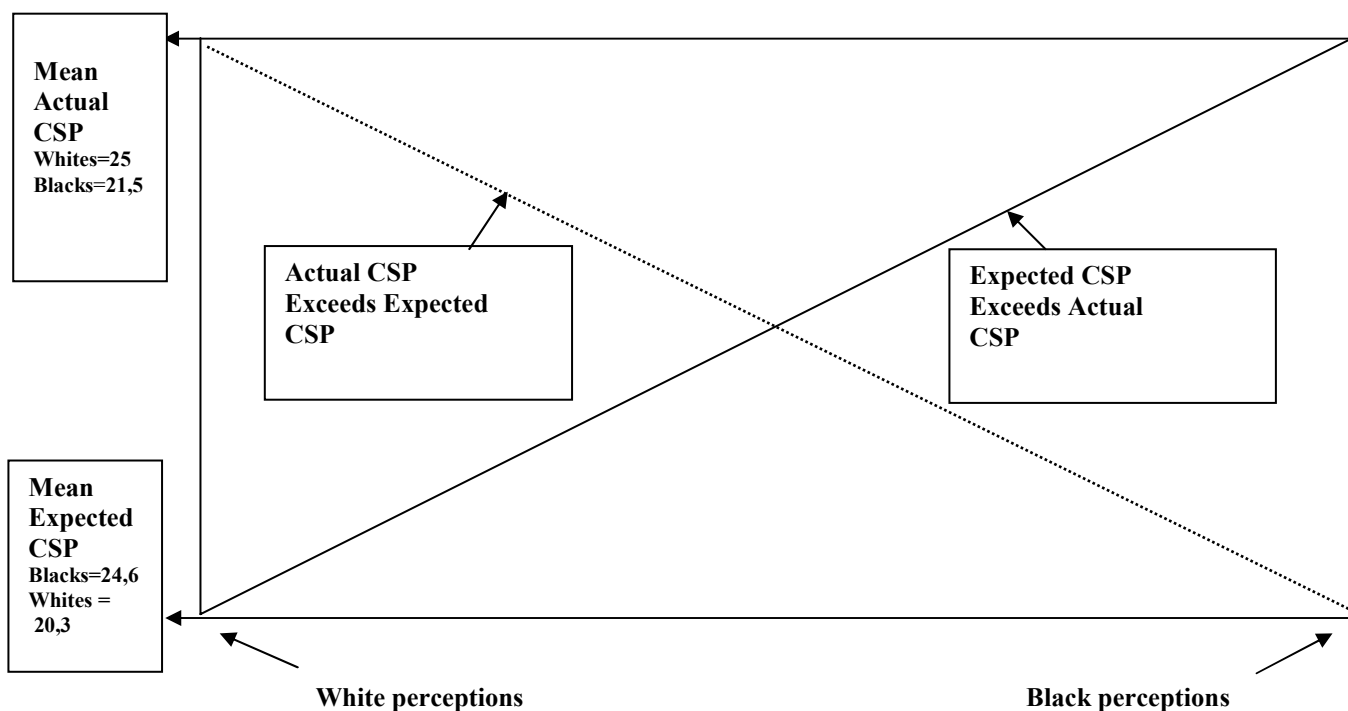 Mean
Actual
CSP
Whites=25
Blacks=21,5
Actual CSP
Exceeds Expected
CSP
Expected CSP
Exceeds Actual
CSP
Mean
Expected
CSP
Blacks=24,6
Whites =
20,3
White perceptions
Black perceptions